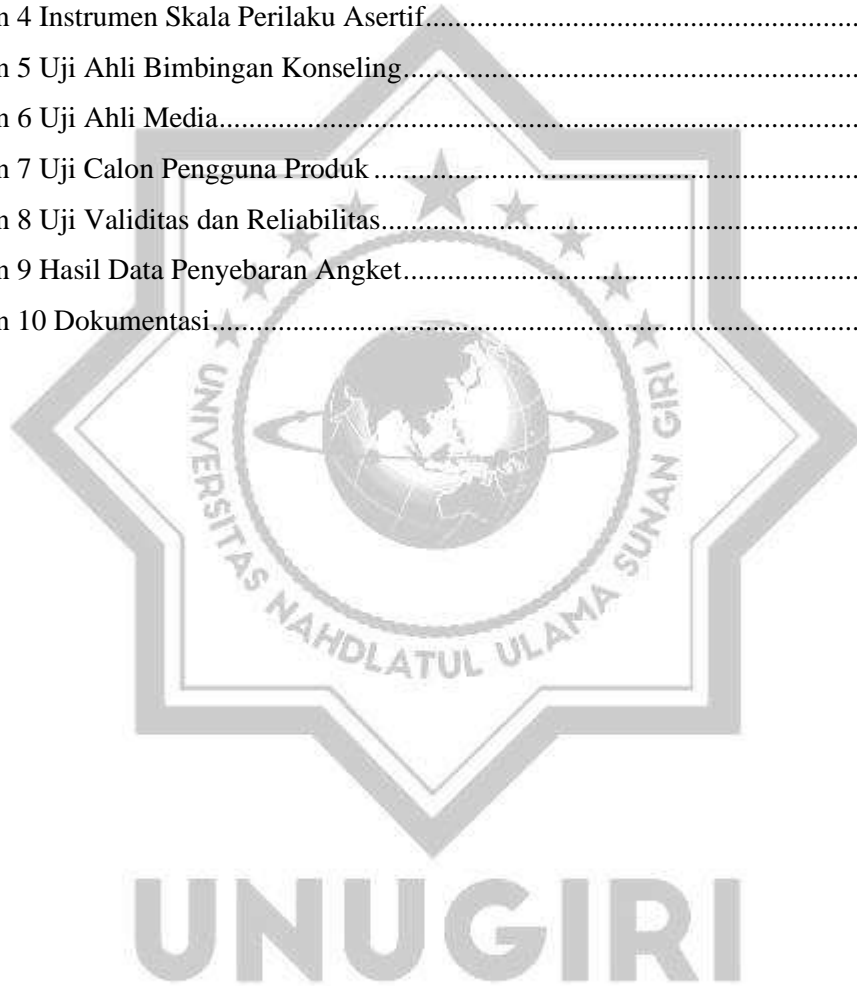 n 4 Instrumen Skala Perilaku Asertif.......................................................................
n 5 Uji Ahli Bimbingan Konseling...........................................................................
n 6 Uji Ahli Media.......................................................................................................
n 7 Uji Calon Pengguna Produk ...............................................................................
n 8 Uji Validitas dan Reliabilitas..............................................................................
n 9 Hasil Data Penyebaran Angket...........................................................................
n 10 Dokumentasi........................................................................................................
UNIVERSITAS NAHDLATUL ULAMA SUNAN GIRI
UNUGIRI